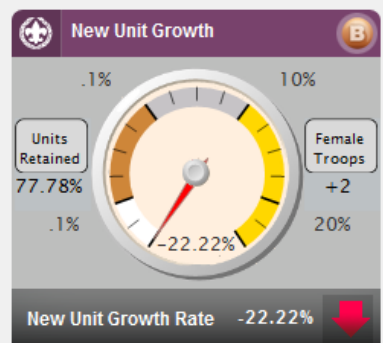 New Unit Growth
B
.1%
10%
Units
Retained
77.78%
Female
Troops
+2
.1%
20%
-22.22%
New Unit Growth Rate -22.22%